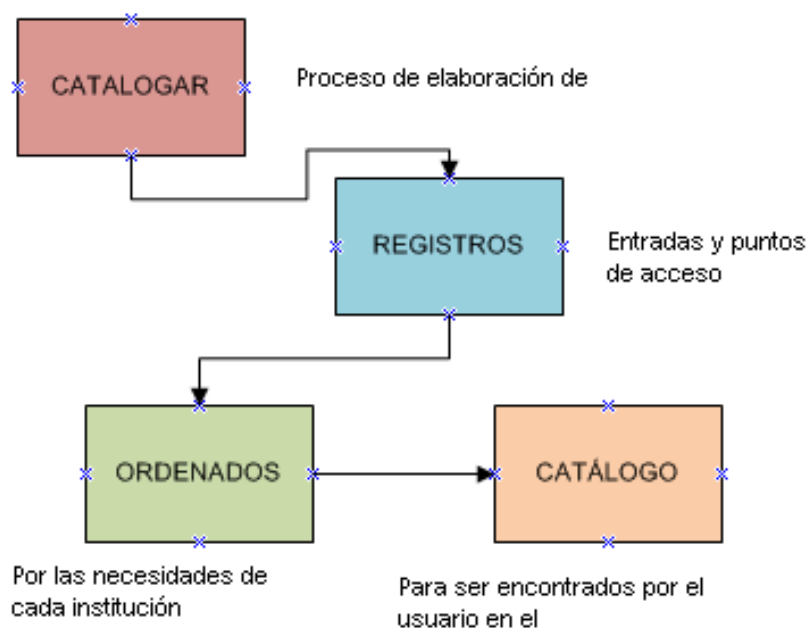 CATALOGAR
Proceso de elaboración de
REGISTROS
Entradas y puntos
de acceso
ORDENADOS
Por las necesidades de
cada institución
CATÁLOGO
Para ser encontrados por el
usuario en el